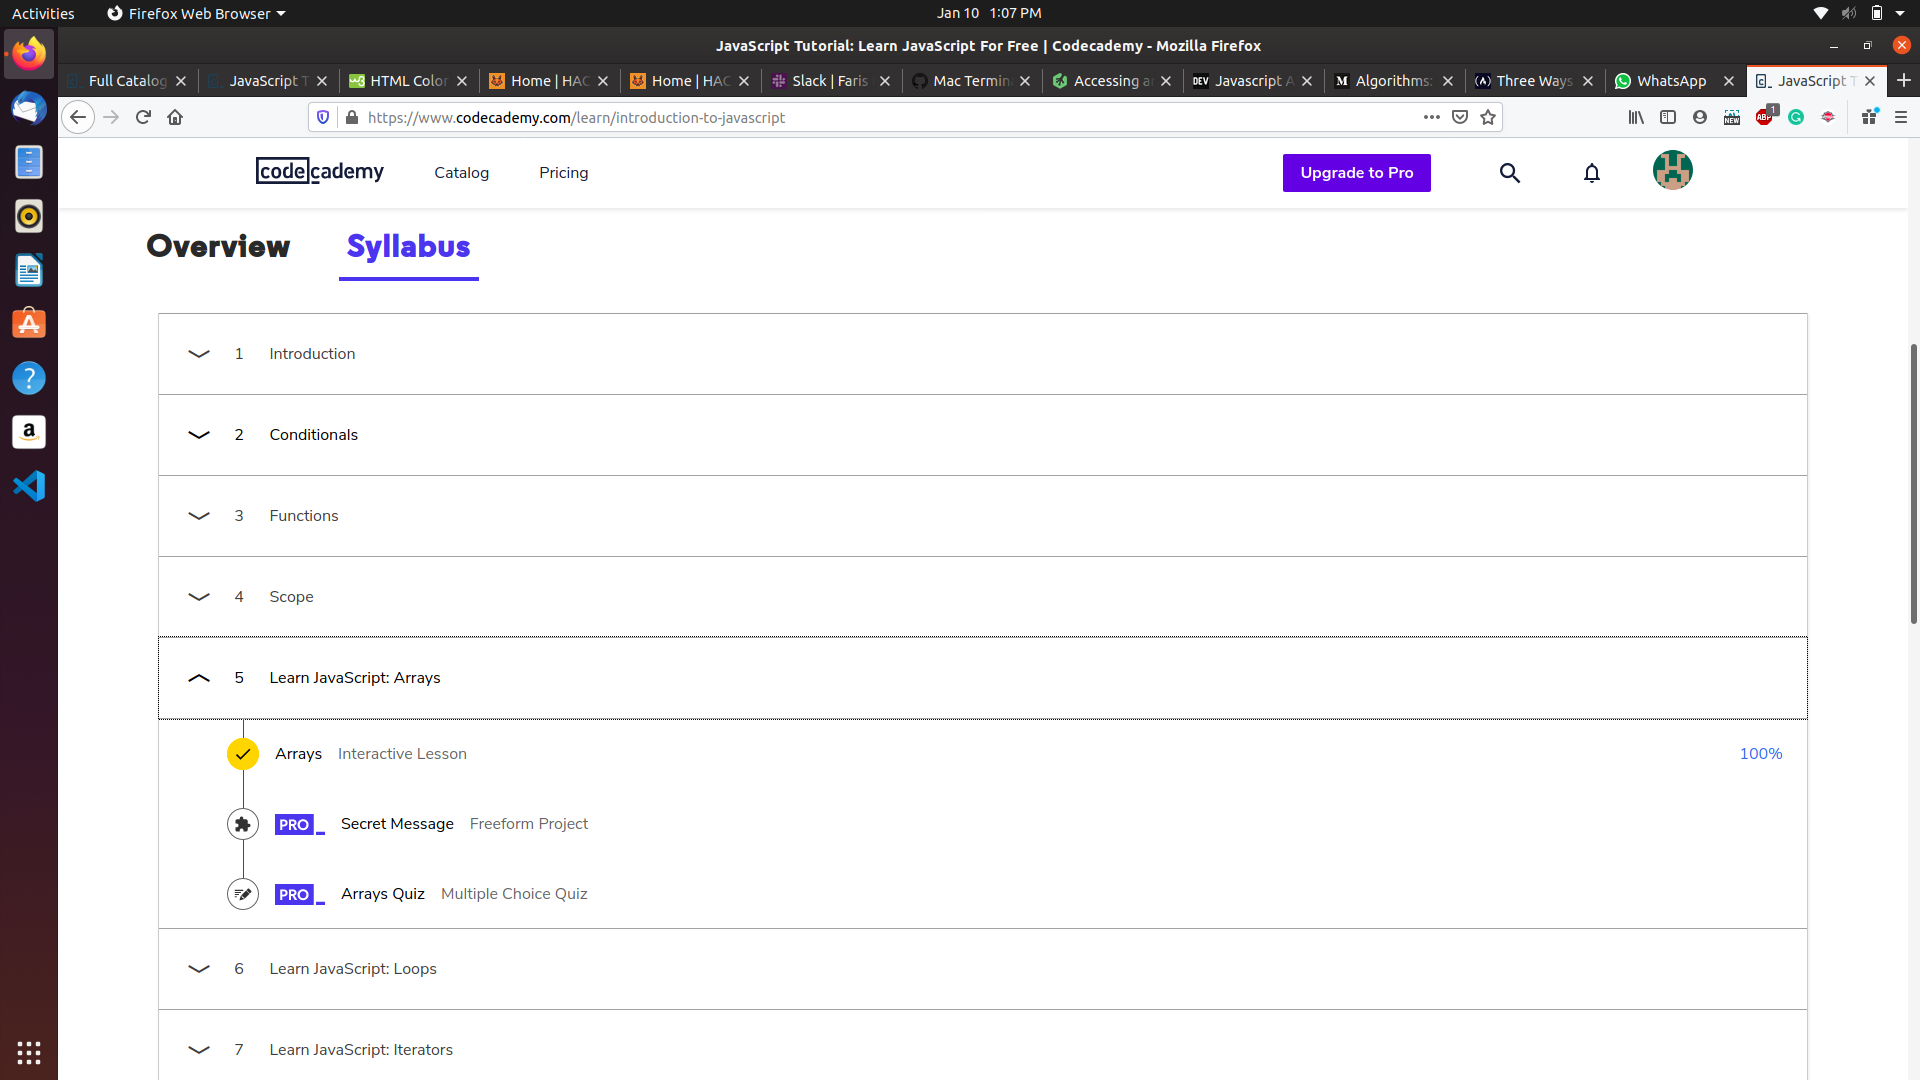 Activities Firefox Web Browser Jan 10 1:07 PM
JavaScript Tutorial: Learn JavaScript For Free | Codecademy - Mozilla Firefox
Full Catalog JavaScript T HTML Color Home | HAC Home | HAC Slack | Faris Mac Termin Accessing a DEV Javascript A M Algorithms: Three Ways WhatsApp JavaScript T
https://www.codecademy.com/learn/introduction-to-javascript NEW ABP 1
codecademy Catalog Pricing Upgrade to Pro
Overview Syllabus
1 Introduction
2 Conditionals
3 Functions
4 Scope
5 Learn JavaScript: Arrays
Arrays Interactive Lesson 100%
PRO Secret Message Freeform Project
PRO Arrays Quiz Multiple Choice Quiz
6 Learn JavaScript: Loops
7 Learn JavaScript: Iterators